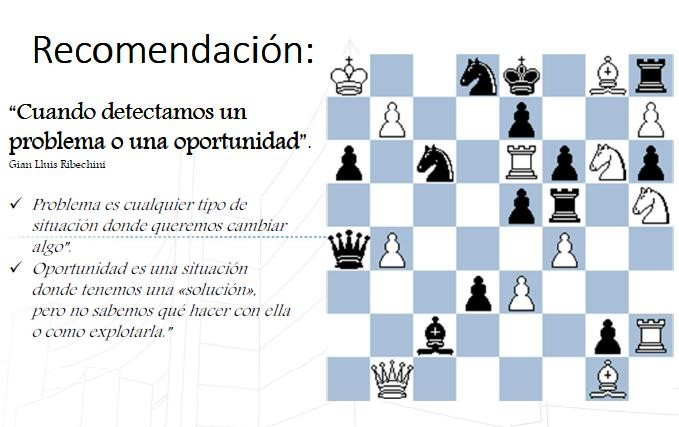 Recomendación:
“Cuando detectamos un
problema o una oportunidad”.
Gian Lluis Ribechini
✓ Problema es cualquier tipo de
situación donde queremos cambiar
algo”.
✓ Oportunidad es una situación
donde tenemos una «solución»,
pero no sabemos qué hacer con ella
o como explotarla.”